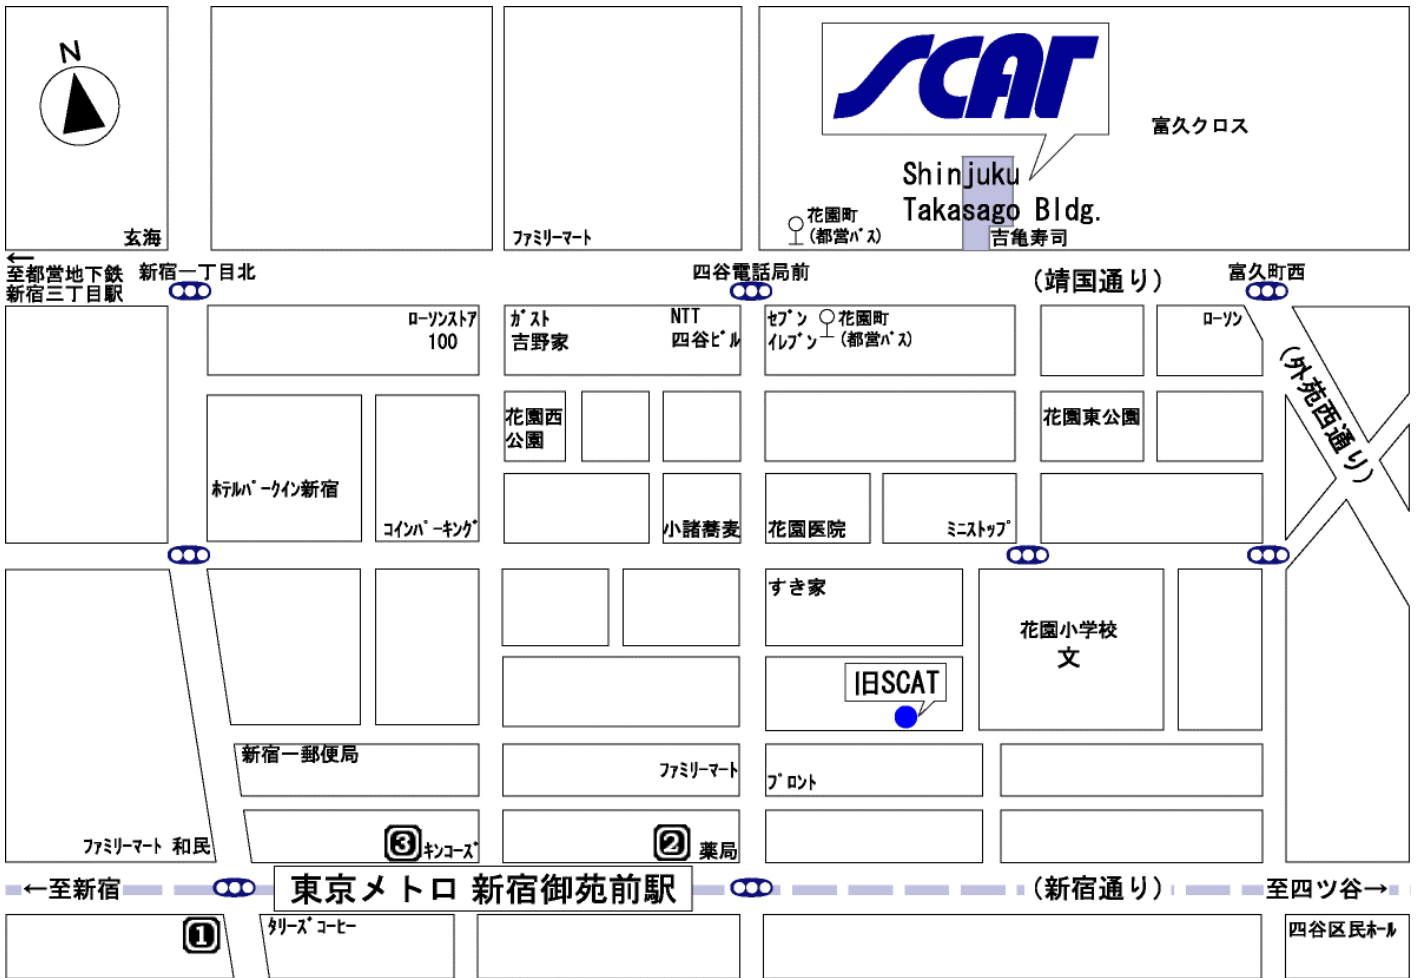 N
SCAT
富久クロス
Shinjuku
Takasago Bldg.
花園町
(都営バス)
吉亀寿司
玄海
ファミリーマート
←
至都営地下鉄
新宿三丁目駅
新宿一丁目北
四谷電話局前
(靖国通り)
富久町西
ローソンストア
100
ガスト
吉野家
NTT
四谷ビル
セブン
イレブン
花園町
(都営バス)
ローソン
(外苑西通り)
花園西
公園
花園東公園
ホテルパークイン新宿
コインパーキング
小諸蕎麦
花園医院
ミニストップ
すき家
花園小学校
文
旧SCAT
新宿一郵便局
ファミリーマート
プロント
ファミリーマート 和民
3
キンコーズ
2
薬局
←至新宿
東京メトロ 新宿御苑前駅
(新宿通り)
至四ツ谷→
1
タリーズコーヒー
四谷区民ホール